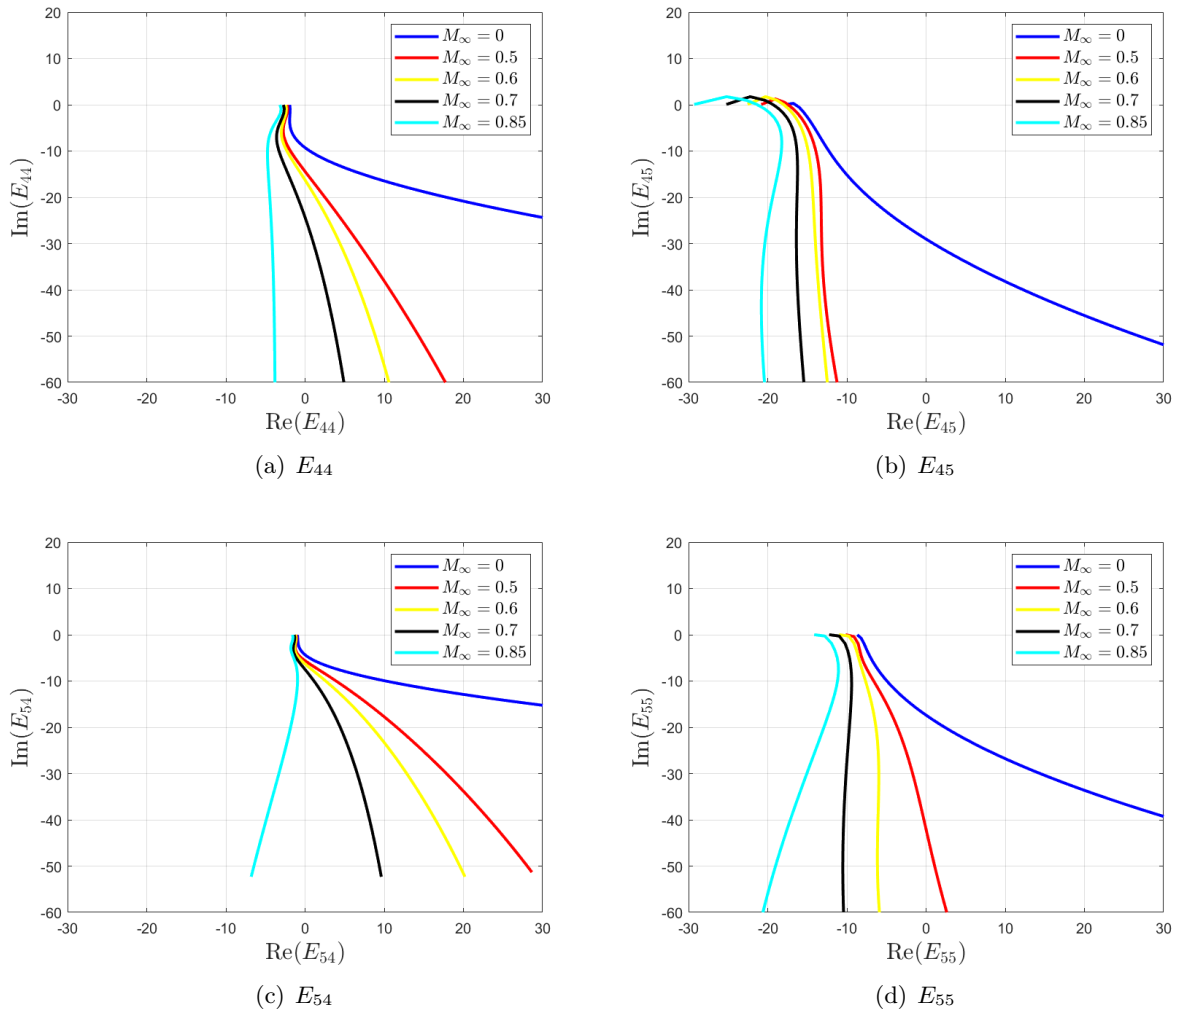 20
10
0
-10
-20
-30
-40
-50
-60
-30 -20 -10 0 10 20 30
Im(E44)
Re(E44)
M∞ = 0
M∞ = 0.5
M∞ = 0.6
M∞ = 0.7
M∞ = 0.85
(a) E44
20
10
0
-10
-20
-30
-40
-50
-60
-30 -20 -10 0 10 20 30
Im(E45)
Re(E45)
M∞ = 0
M∞ = 0.5
M∞ = 0.6
M∞ = 0.7
M∞ = 0.85
(b) E45
20
10
0
-10
-20
-30
-40
-50
-60
-30 -20 -10 0 10 20 30
Im(E54)
Re(E54)
M∞ = 0
M∞ = 0.5
M∞ = 0.6
M∞ = 0.7
M∞ = 0.85
(c) E54
20
10
0
-10
-20
-30
-40
-50
-60
-30 -20 -10 0 10 20 30
Im(E55)
Re(E55)
M∞ = 0
M∞ = 0.5
M∞ = 0.6
M∞ = 0.7
M∞ = 0.85
(d) E55